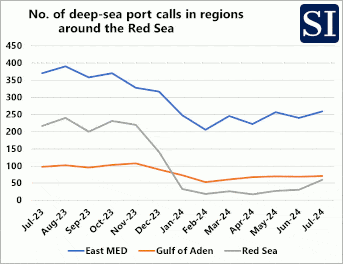 No. of deep-sea port calls in regions
around the Red Sea
SI
450
400
350
300
250
200
150
100
50
0
Jul-23
Aug-23
Sep-23
Oct-23
Nov-23
Dec-23
Jan-24
Feb-24
Mar-24
Apr-24
May-24
Jun-24
Jul-24
East MED
Gulf of Aden
Red Sea